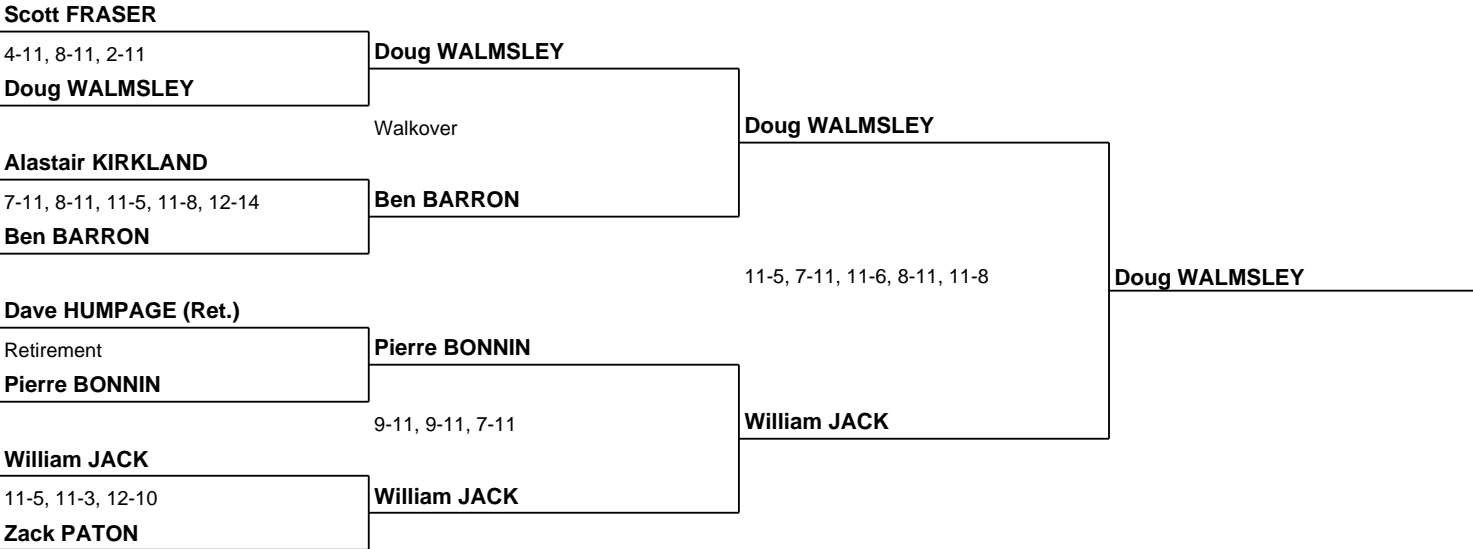 Scott FRASER
4-11, 8-11, 2-11
Doug WALMSLEY
Doug WALMSLEY
Walkover
Doug WALMSLEY
Alastair KIRKLAND
7-11, 8-11, 11-5, 11-8, 12-14
Ben BARRON
Ben BARRON
11-5, 7-11, 11-6, 8-11, 11-8
Doug WALMSLEY
Dave HUMPAGE (Ret.)
Retirement
Pierre BONNIN
Pierre BONNIN
9-11, 9-11, 7-11
William JACK
William JACK
11-5, 11-3, 12-10
William JACK
Zack PATON